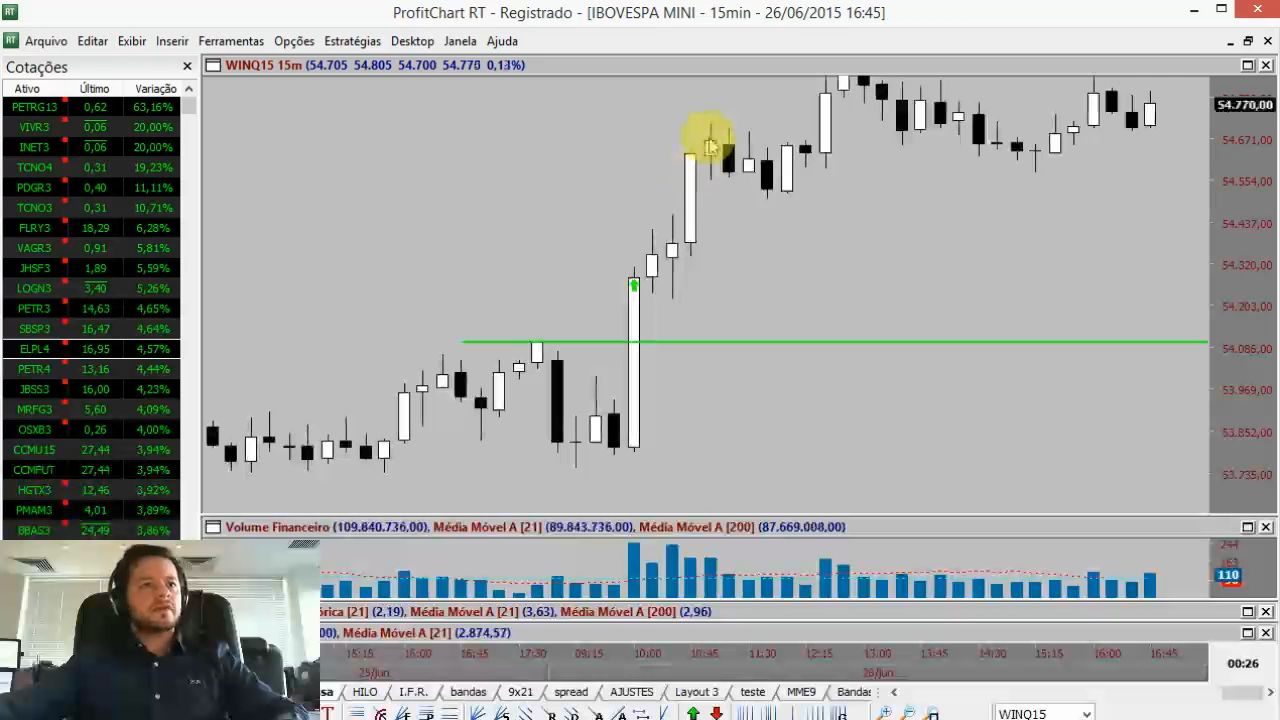 ProfitChart RT - Registrado - [IBOVESPA MINI - 15min - 26/06/2015 16:45]
RT Arquivo Editar Exibir Inserir Ferramentas Opções Estratégias Desktop Janela Ajuda
Cotações
Ativo Último Variação
PETRG13 0,62 63,16%
VIVR3 0,06 20,00%
INET3 0,06 20,00%
TCNO4 0,31 19,23%
PDGR3 0,40 11,11%
TCNO3 0,31 10,71%
FLRY3 18,29 6,28%
VAGR3 0,91 5,81%
JHSF3 1,89 5,59%
LOGN3 3,40 5,26%
PETR3 14,63 4,65%
SBSP3 16,47 4,64%
ELPL4 16,95 4,57%
PETR4 13,16 4,44%
JBSS3 16,00 4,23%
MRFG3 5,60 4,09%
OSXB3 0,26 4,00%
CCMU15 27,44 3,94%
CCMFUT 27,44 3,94%
HGTX3 12,46 3,92%
PMAM3 4,01 3,89%
BBAS3 24,49 3,86%
WINQ15 15m (54.705 54.805 54.700 54.770 0,13%)
54.770,00
54.671,00
54.554,00
54.437,00
54.320,00
54.203,00
54.085,00
53.969,00
53.852,00
53.735,00
Volume Financeiro (109.840.736,00), Média Móvel A [21] (89.843.736,00), Média Móvel A [200] (87.669.008,00)
244
110
órica [21] (2,19), Média Móvel A [21] (3,63), Média Móvel A [200] (2,96)
00), Média Móvel A [21] (2.874,57)
15:15 16:00 16:45 17:30 09:15 10:00 10:45 11:30 12:15 13:00 13:45 14:30 15:15 16:00 16:45
25/jun 26/jun
00:26
sa HILO I.F.R. bandas 9x21 spread AJUSTES Layout 3 teste MME9 Bandas
WINQ15